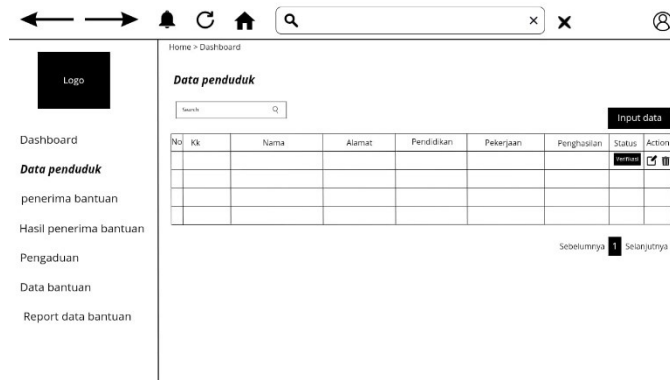 Home > Dashboard
Logo
Data penduduk
Search
Input data
No Kk Nama Alamat Pendidikan Pekerjaan Penghasilan Status Action
Verifikasi
Sebelumnya 1 Selanjutnya
Dashboard
Data penduduk
penerima bantuan
Hasil penerima bantuan
Pengaduan
Data bantuan
Report data bantuan